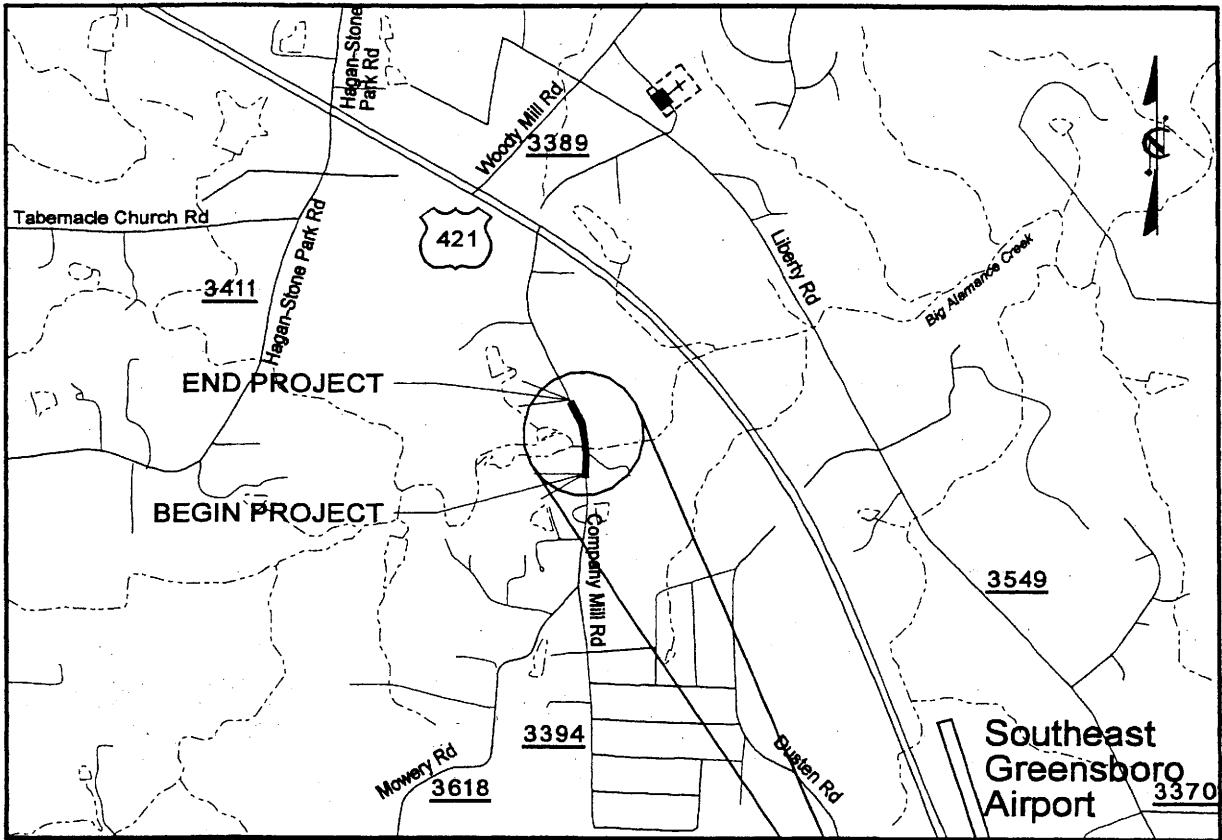 Hagan-Stone
Park Rd
Woody Mill Rd
3389
Tabernacle Church Rd
421
Hagan-Stone Park Rd
3411
Liberty Rd
Big Alamance Creek
END PROJECT
BEGIN PROJECT
Company Mill Rd
3549
3394
Mowery Rd
3618
Dusten Rd
Southeast
Greensboro
Airport
3370